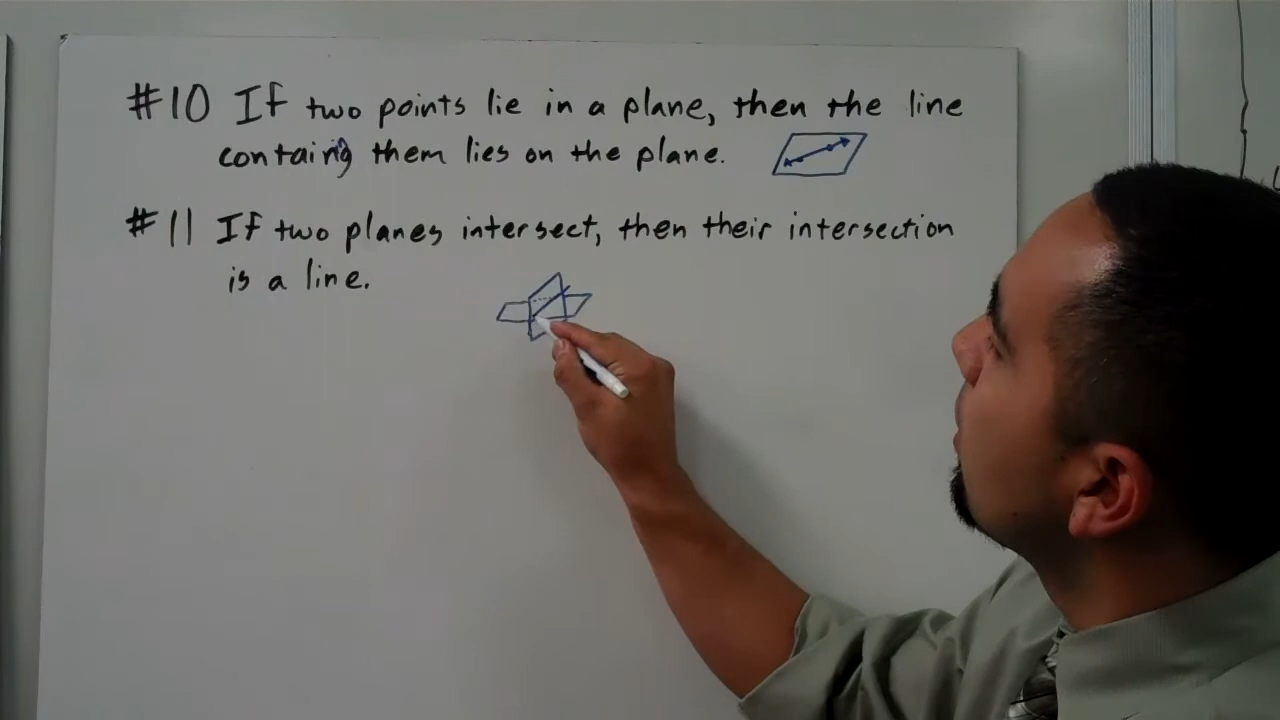 #10 If two points lie in a plane, then the line
containg them lies on the plane.
#11 If two planes intersect, then their intersection
is a line.